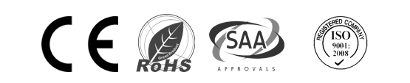 CE
RoHS
SAA
APPROVALS
REGISTERED COMPANY
ISO
9001:
2008